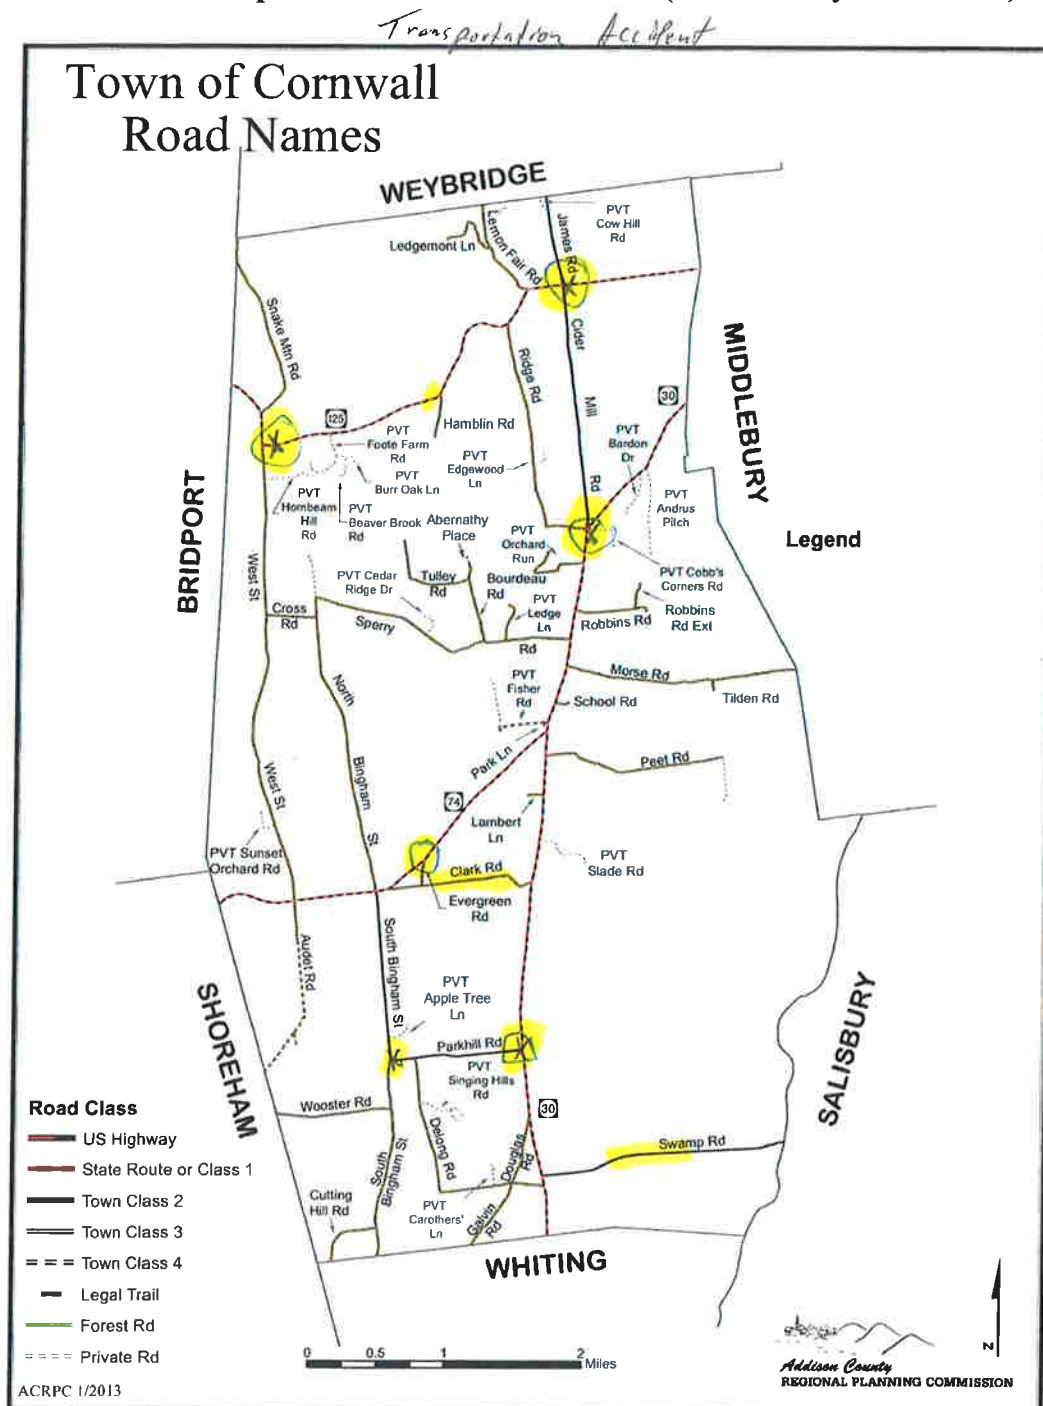 Transportation Accident
Town of Cornwall
Road Names
WEYBRIDGE
PVT
Cow Hill
Rd
James Rd
Lemon Fair Rd
Ledgemont Ln
Snake Mtn Rd
Cider
Mill
Rd
Ridge Rd
MIDDLEBURY
30
125
Hamblin Rd
PVT
Foote Farm
Rd
PVT
Burr Oak Ln
PVT
Edgewood
Ln
PVT
Bardon
Dr
PVT
Andrus
Pitch
BRIDPORT
PVT
Hornbeam
Hill
Rd
PVT
Beaver Brook
Rd
Abernathy
Place
PVT
Orchard
Run
Legend
West St
PVT Cedar
Ridge Dr
Tulley
Rd
Bourdeau
Rd
PVT
Ledge
Ln
PVT Cobb's
Corners Rd
Robbins Rd
Robbins
Rd Ext
Cross
Rd
Sperry
Rd
North
Bingham
St
PVT
Fisher
Rd
Morse Rd
School Rd
Tilden Rd
Park Ln
Peet Rd
West St
74
Lambert
Ln
PVT Sunset
Orchard Rd
Clark Rd
PVT
Slade Rd
Evergreen
Rd
South Bingham St
Audet Rd
SHOREHAM
PVT
Apple Tree
Ln
SALISBURY
Parkhill Rd
PVT
Singing Hills
Rd
30
Wooster Rd
Delong Rd
Douglas
Rd
Swamp Rd
South
Bingham St
Cutting
Hill Rd
PVT
Carothers'
Ln
Galvin
Rd
WHITING
Road Class
US Highway
State Route or Class 1
Town Class 2
Town Class 3
Town Class 4
Legal Trail
Forest Rd
Private Rd
0 0.5 1 2
Miles
N
Addison County
REGIONAL PLANNING COMMISSION
ACRPC 1/2013